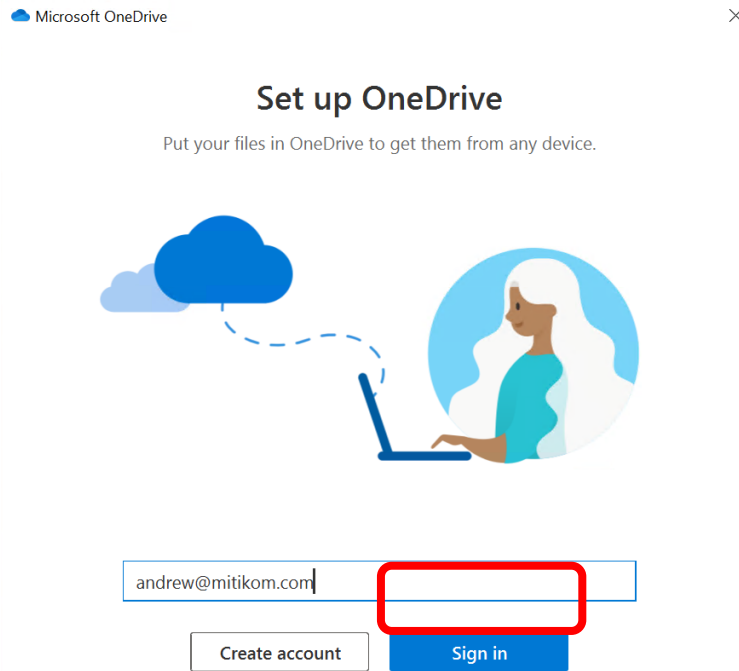 Microsoft OneDrive
Set up OneDrive
Put your files in OneDrive to get them from any device.
andrew@mitikom.com
Create account
Sign in